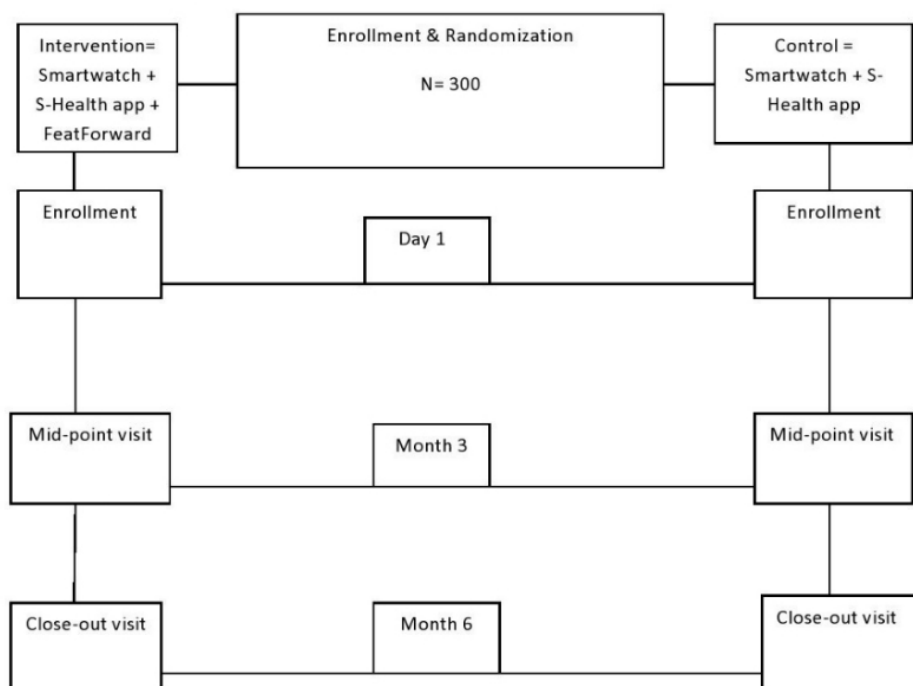 Intervention=
Smartwatch +
S-Health app +
FeatForward
Enrollment & Randomization
N= 300
Control =
Smartwatch + S-
Health app
Enrollment
Day 1
Enrollment
Mid-point visit
Month 3
Mid-point visit
Close-out visit
Month 6
Close-out visit